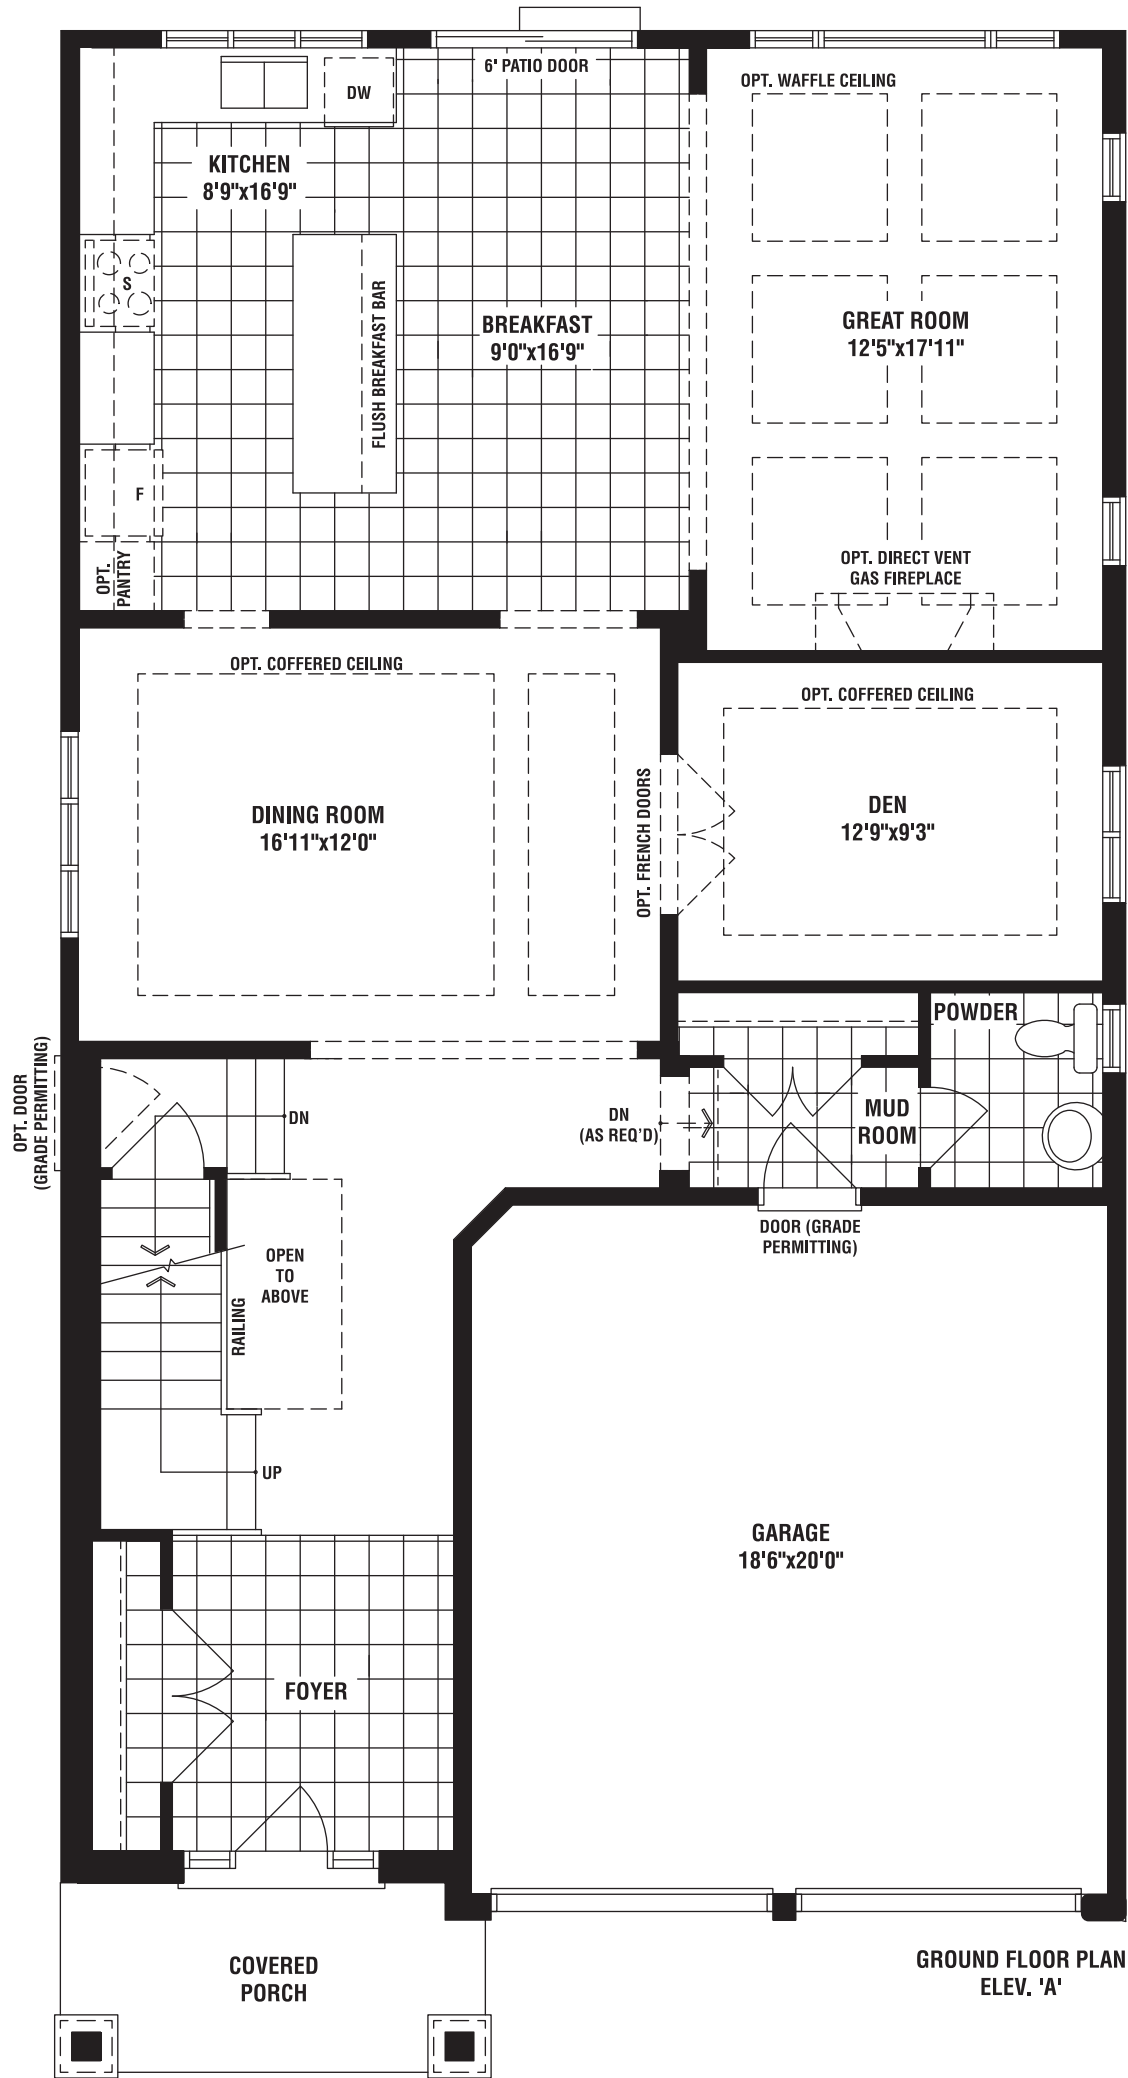 6' PATIO DOOR
OPT. WAFFLE CEILING
DW
KITCHEN
8'9"x16'9"
S
FLUSH BREAKFAST BAR
BREAKFAST
9'0"x16'9"
GREAT ROOM
12'5"x17'11"
F
OPT.
PANTRY
OPT. DIRECT VENT
GAS FIREPLACE
OPT. COFFERED CEILING
OPT. COFFERED CEILING
DINING ROOM
16'11"x12'0"
OPT. FRENCH DOORS
DEN
12'9"x9'3"
POWDER
OPT. DOOR
(GRADE PERMITTING)
DN
DN
(AS REQ'D)
MUD
ROOM
DOOR (GRADE
PERMITTING)
OPEN
TO
ABOVE
RAILING
UP
GARAGE
18'6"x20'0"
FOYER
COVERED
PORCH
GROUND FLOOR PLAN
ELEV. 'A'